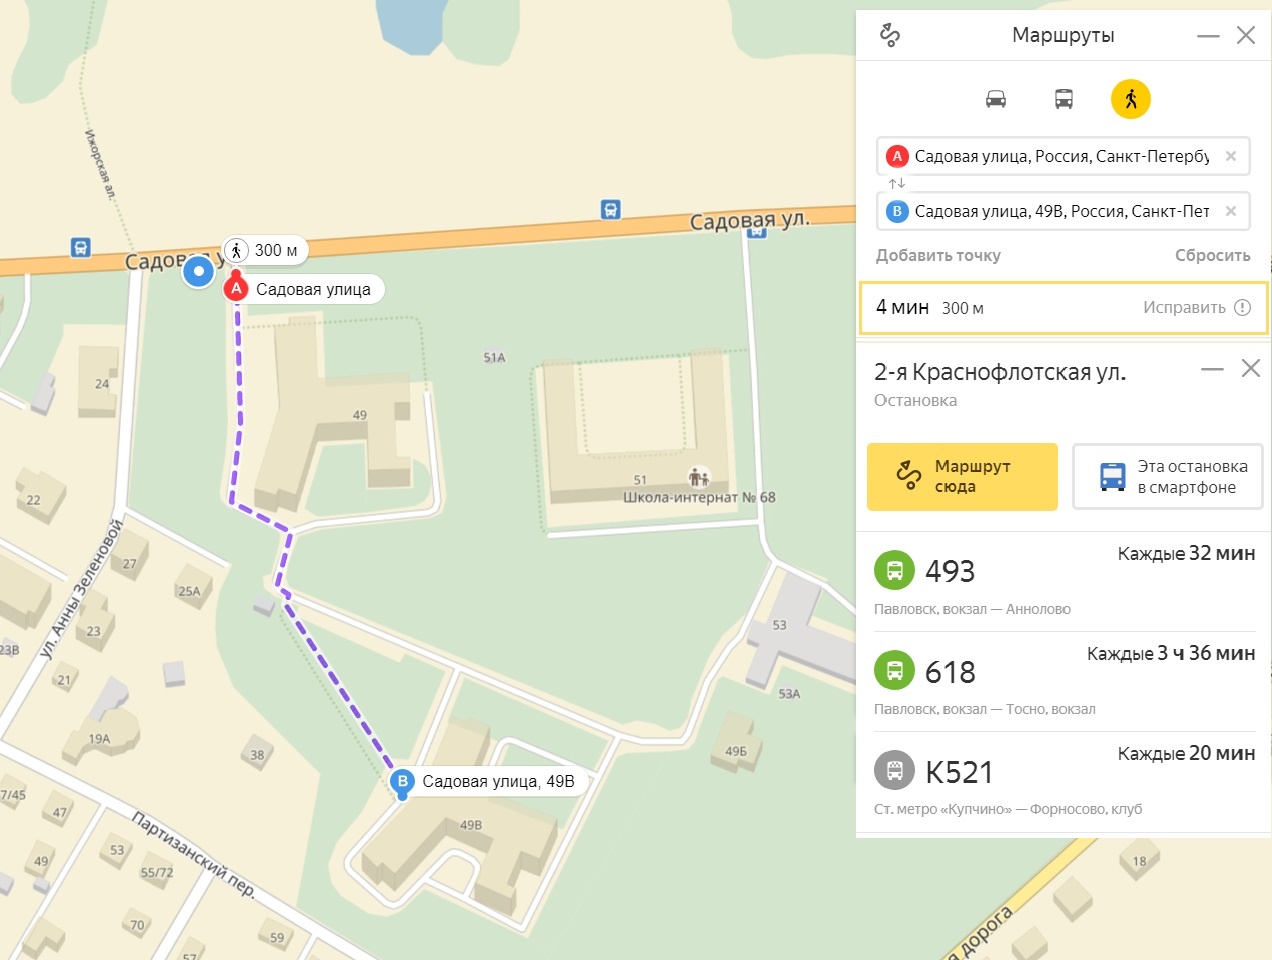 Маршруты
A Садовая улица, Россия, Санкт-Петербу
B Садовая улица, 49В, Россия, Санкт-Пет
Добавить точку Сбросить
4 мин 300 м Исправить
2-я Краснофлотская ул.
Остановка
Маршрут
сюда
Эта остановка
в смартфоне
Каждые 32 мин
493
Павловск, вокзал — Аннолово
Каждые 3 ч 36 мин
618
Павловск, вокзал — Тосно, вокзал
Каждые 20 мин
К521
Ст. метро «Купчино» — Форносово, клуб
Ижорская ал.
Садовая ул.
Садовая у
300 м
A Садовая улица
51А
24
49
51
Школа-интернат № 68
22
ул. Анны Зеленовой
27
25А
23
23В
21
53
53А
19А
38
49Б
B Садовая улица, 49В
49В
7/45
47
Партизанский пер.
53
49
55/72
18
70
59
57
я дорога